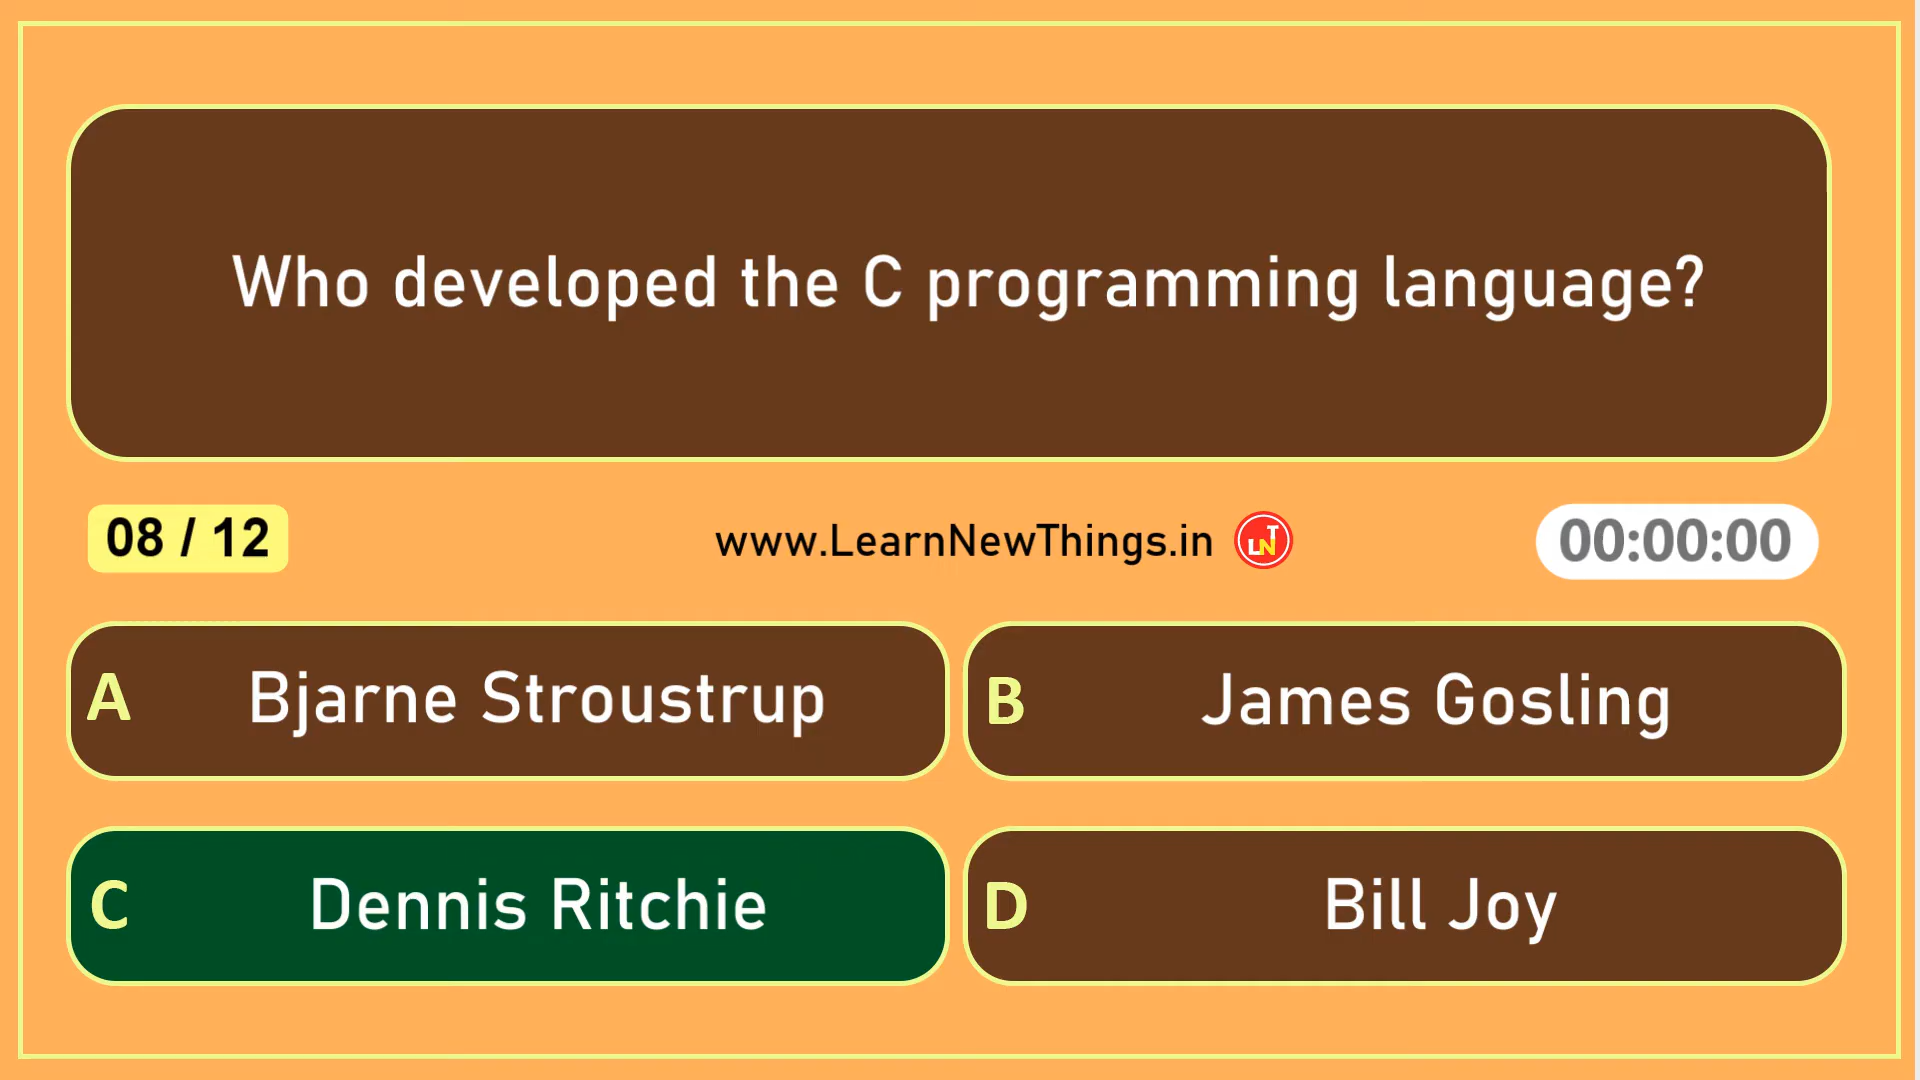 Who developed the C programming language?
08 / 12
www.LearnNewThings.in LNT
00:00:00
A Bjarne Stroustrup
B James Gosling
C Dennis Ritchie
D Bill Joy